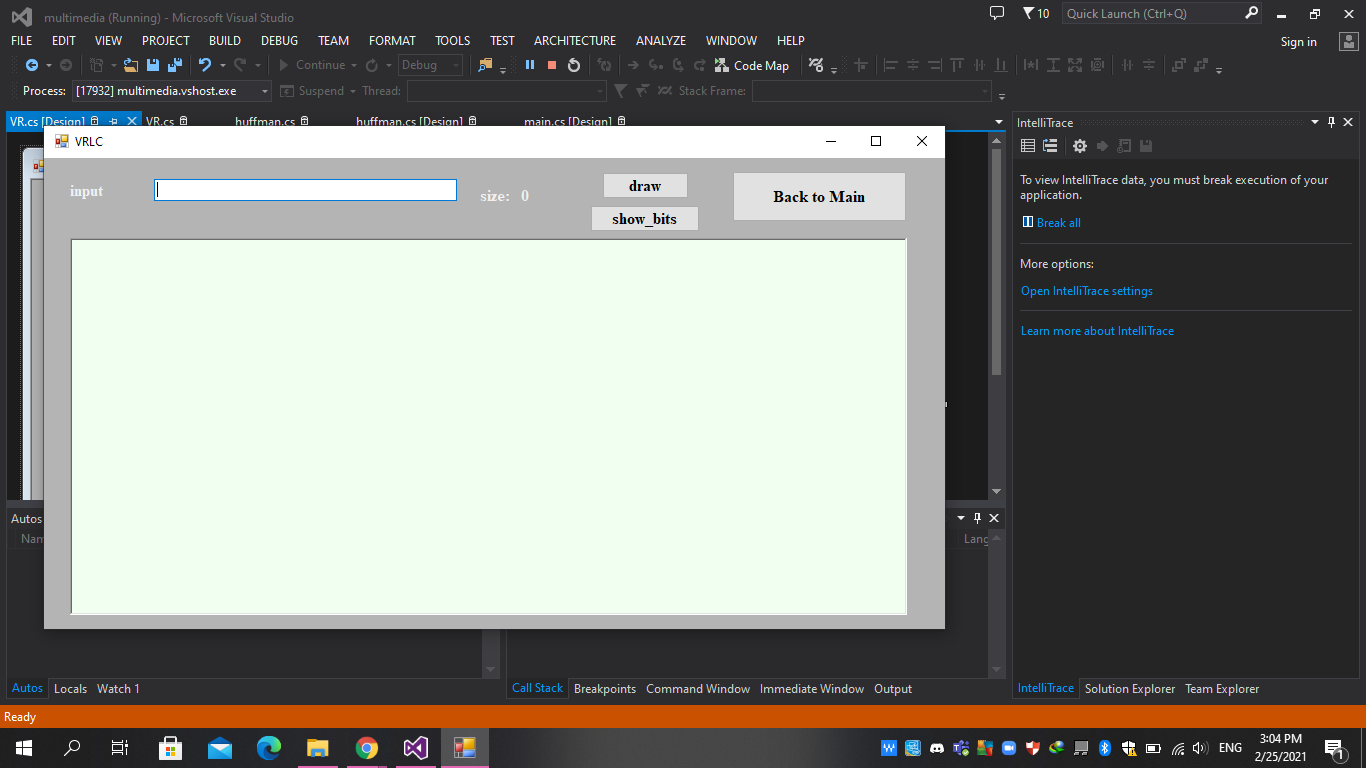 multimedia (Running) - Microsoft Visual Studio
10
Quick Launch (Ctrl+Q)
FILE EDIT VIEW PROJECT BUILD DEBUG TEAM FORMAT TOOLS TEST ARCHITECTURE ANALYZE WINDOW HELP
Sign in
Continue Debug Code Map
Process: [17932] multimedia.vshost.exe Suspend Thread: Stack Frame:
VR.cs [Design] VR.cs huffman.cs huffman.cs [Design] main.cs [Design]
VRLC
input size: 0 draw Back to Main
show_bits
IntelliTrace
To view IntelliTrace data, you must break execution of your
application.
Break all
More options:
Open IntelliTrace settings
Learn more about IntelliTrace
Autos
Nam
Lang
Autos Locals Watch 1
Call Stack Breakpoints Command Window Immediate Window Output
IntelliTrace Solution Explorer Team Explorer
Ready
ENG
3:04 PM
2/25/2021
1